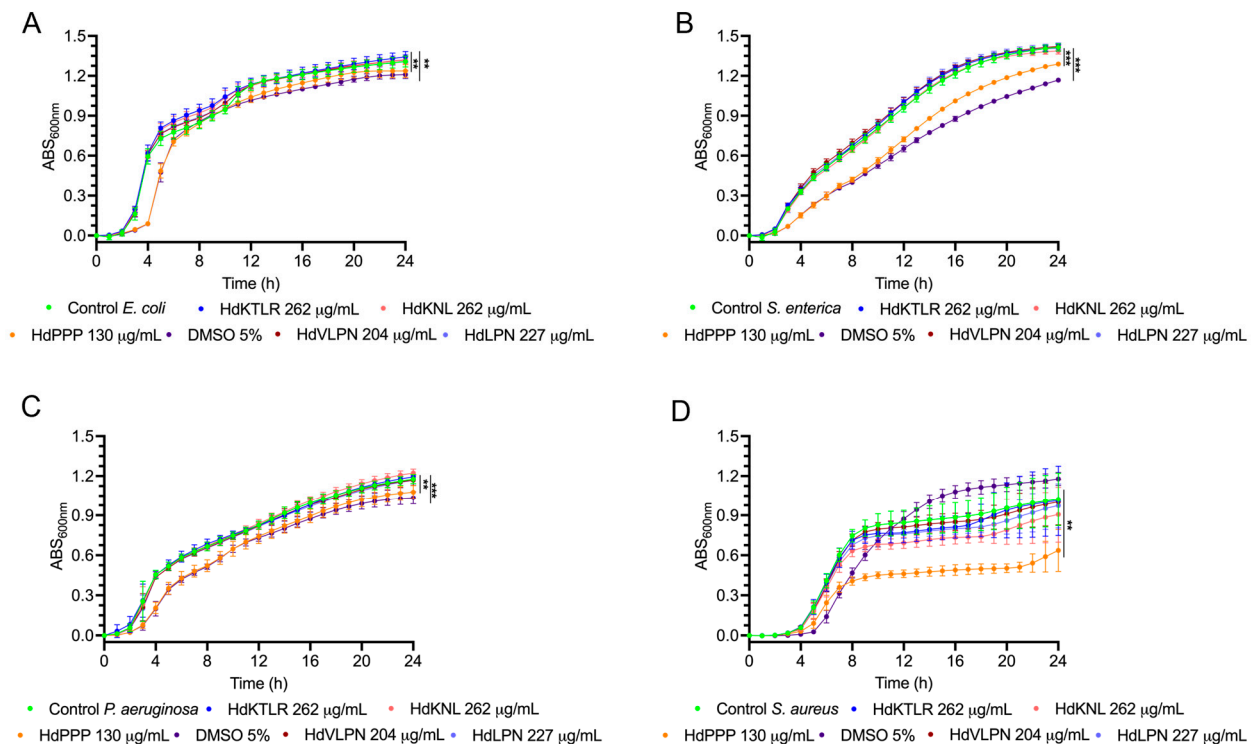 A
1.5
1.2
0.9
0.6
0.3
0.0
ABS600nm
0 4 8 12 16 20 24
Time (h)
** **
Control E. coli HdKTLR 262 μg/mL HdKNL 262 μg/mL
HdPPP 130 μg/mL DMSO 5% HdVLPN 204 μg/mL HdLPN 227 μg/mL
B
1.5
1.2
0.9
0.6
0.3
0.0
ABS600nm
0 4 8 12 16 20 24
Time (h)
*** ***
Control S. enterica HdKTLR 262 μg/mL HdKNL 262 μg/mL
HdPPP 130 μg/mL DMSO 5% HdVLPN 204 μg/mL HdLPN 227 μg/mL
C
1.5
1.2
0.9
0.6
0.3
0.0
ABS600nm
0 4 8 12 16 20 24
Time (h)
** ***
Control P. aeruginosa HdKTLR 262 μg/mL HdKNL 262 μg/mL
HdPPP 130 μg/mL DMSO 5% HdVLPN 204 μg/mL HdLPN 227 μg/mL
D
1.5
1.2
0.9
0.6
0.3
0.0
ABS600nm
0 4 8 12 16 20 24
Time (h)
**
Control S. aureus HdKTLR 262 μg/mL HdKNL 262 μg/mL
HdPPP 130 μg/mL DMSO 5% HdVLPN 204 μg/mL HdLPN 227 μg/mL